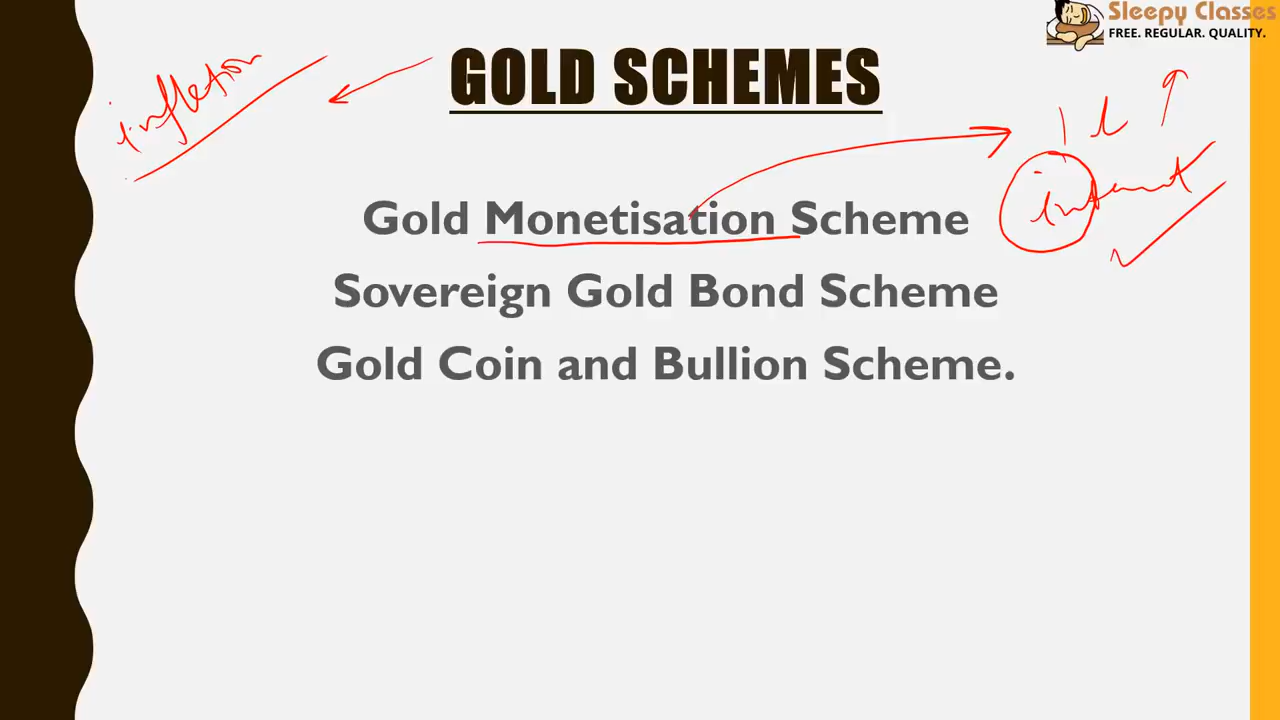 Sleepy Classes
FREE. REGULAR. QUALITY.
GOLD SCHEMES
inflation
1 L
interest
Gold Monetisation Scheme
Sovereign Gold Bond Scheme
Gold Coin and Bullion Scheme.